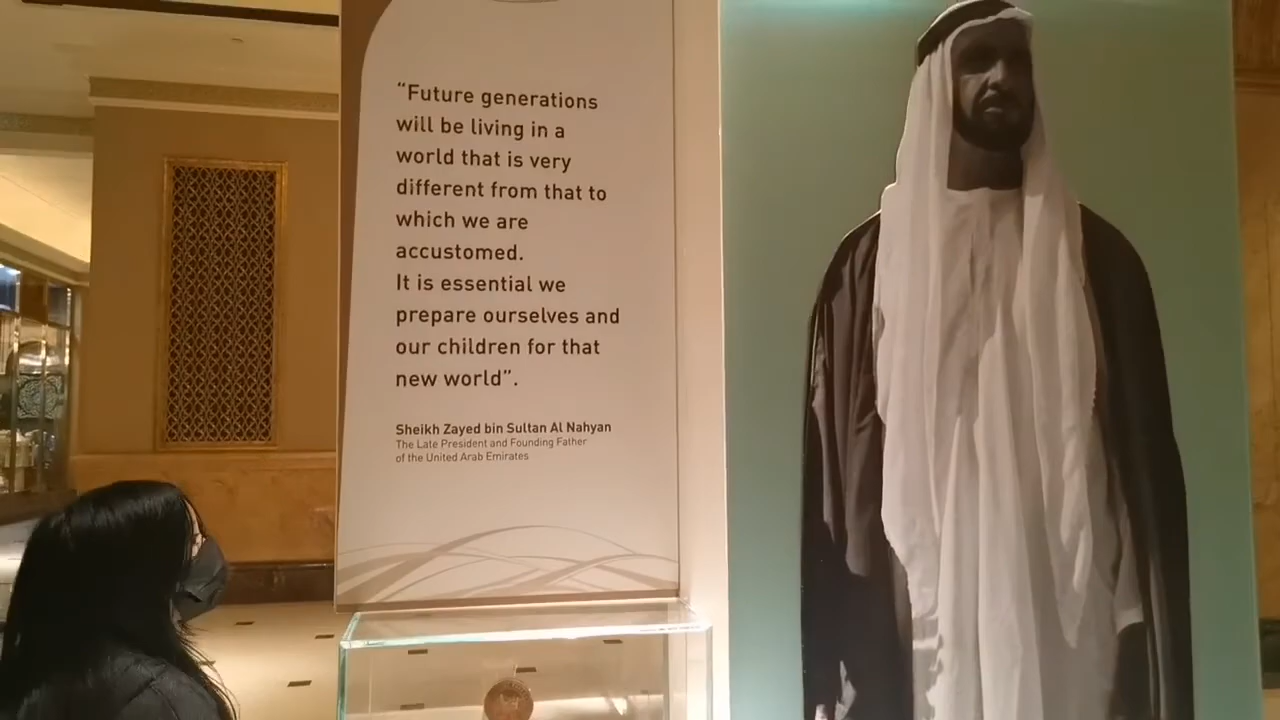 “Future generations
will be living in a
world that is very
different from that to
which we are
accustomed.
It is essential we
prepare ourselves and
our children for that
new world”.
Sheikh Zayed bin Sultan Al Nahyan
The Late President and Founding Father
of the United Arab Emirates